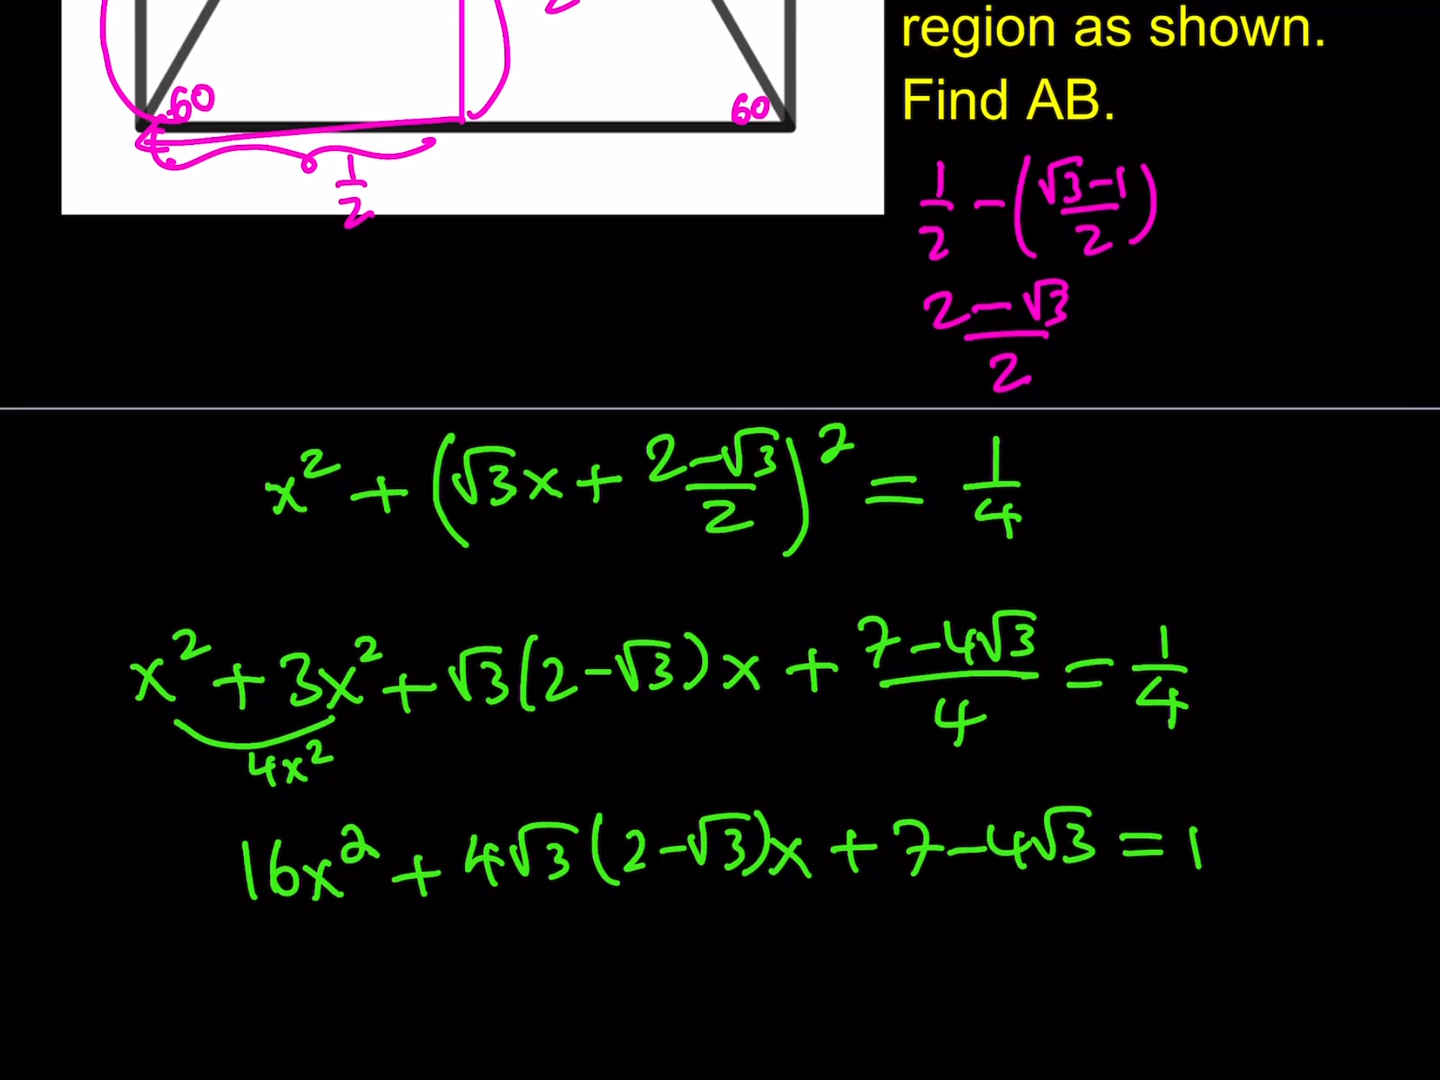 region as shown.
Find AB.
60
60
1/2
1/2 - (√3-1/2)
2-√3/2
x² + (√3x + 2-√3/2)² = 1/4
x² + 3x² + √3(2-√3)x + 7-4√3/4 = 1/4
4x²
16x² + 4√3(2-√3)x + 7-4√3 = 1